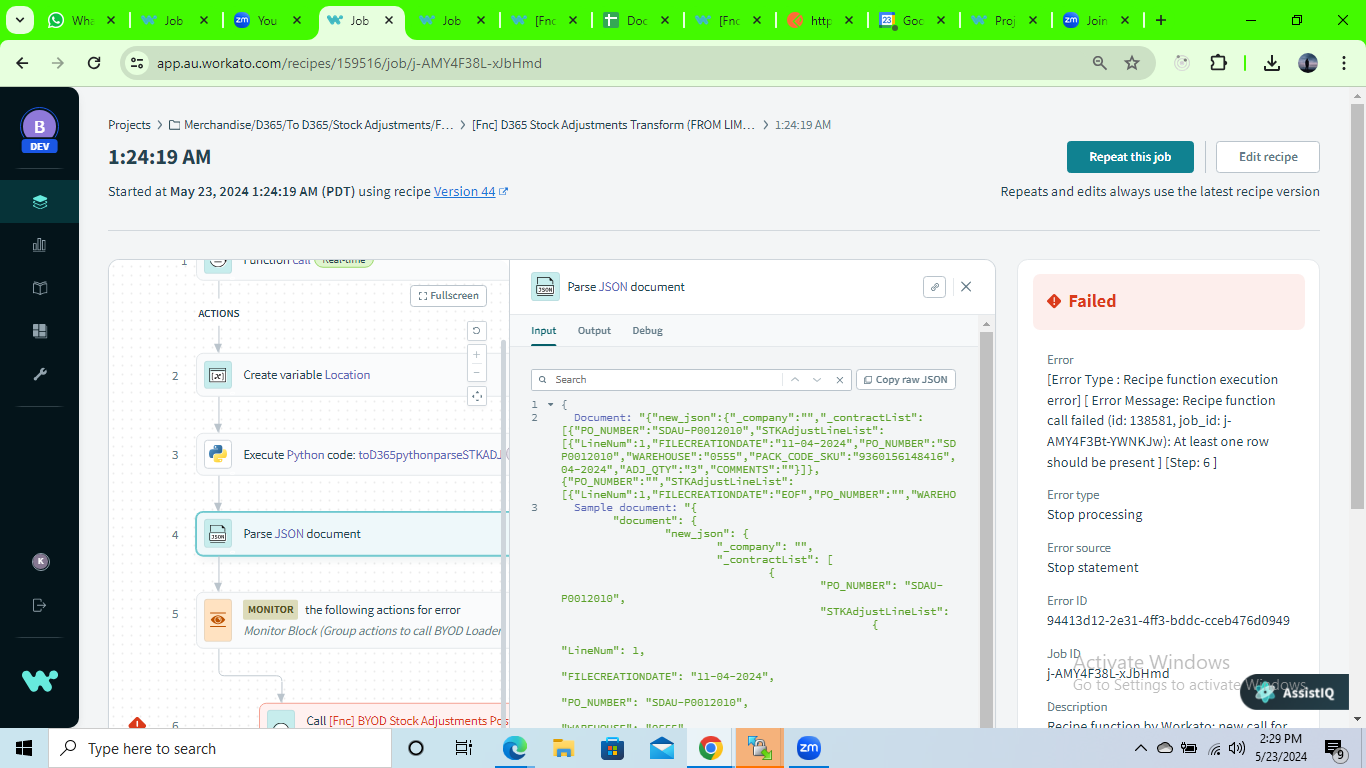 Wha
Job
You
Job
Job
[Fnc
Doc
[Fnc
http
Goo
Proj
Join
app.au.workato.com/recipes/159516/job/j-AMY4F38L-xJbHmd
B
DEV
K
Projects > Merchandise/D365/To D365/Stock Adjustments/F... > [Fnc] D365 Stock Adjustments Transform (FROM LIM... > 1:24:19 AM
1:24:19 AM
Repeat this job
Edit recipe
Started at May 23, 2024 1:24:19 AM (PDT) using recipe Version 44
Repeats and edits always use the latest recipe version
1 Function call Real-time
Fullscreen
ACTIONS
2 Create variable Location
3 Execute Python code: toD365pythonparseSTKADJ
4 Parse JSON document
5 MONITOR the following actions for error
Monitor Block (Group actions to call BYOD Loader
6 Call [Fnc] BYOD Stock Adjustments Pos
JSON Parse JSON document
Input Output Debug
Search
Copy raw JSON
1 {
2 Document: "{"new_json":{"_company":"","_contractList":
[{"PO_NUMBER":"SDAU-P0012010","STKAdjustLineList":
[{"LineNum":1,"FILECREATIONDATE":"11-04-2024","PO_NUMBER":"SD
P0012010","WAREHOUSE":"0555","PACK_CODE_SKU":"9360156148416",
04-2024","ADJ_QTY":"3","COMMENTS":""}]},
{"PO_NUMBER":"","STKAdjustLineList":
[{"LineNum":1,"FILECREATIONDATE":"EOF","PO_NUMBER":"","WAREHO
3 Sample document: "{
"document": {
"new_json": {
"_company": "",
"_contractList": [
{
"PO_NUMBER": "SDAU-
P0012010",
"STKAdjustLineList":
{
"LineNum": 1,
"FILECREATIONDATE": "11-04-2024",
"PO_NUMBER": "SDAU-P0012010",
"WAREHOUSE": "0555",
Failed
Error
[Error Type : Recipe function execution
error] [ Error Message: Recipe function
call failed (id: 138581, job_id: j-
AMY4F3Bt-YWNKJw): At least one row
should be present ] [Step: 6 ]
Error type
Stop processing
Error source
Stop statement
Error ID
94413d12-2e31-4ff3-bddc-cceb476d0949
Job ID
j-AMY4F38L-xJbHmd
Description
Recipe function by Workato: new call for
Activate Windows
Go to Settings to activate Windows.
AssistIQ
Type here to search
zm
2:29 PM
5/23/2024
9